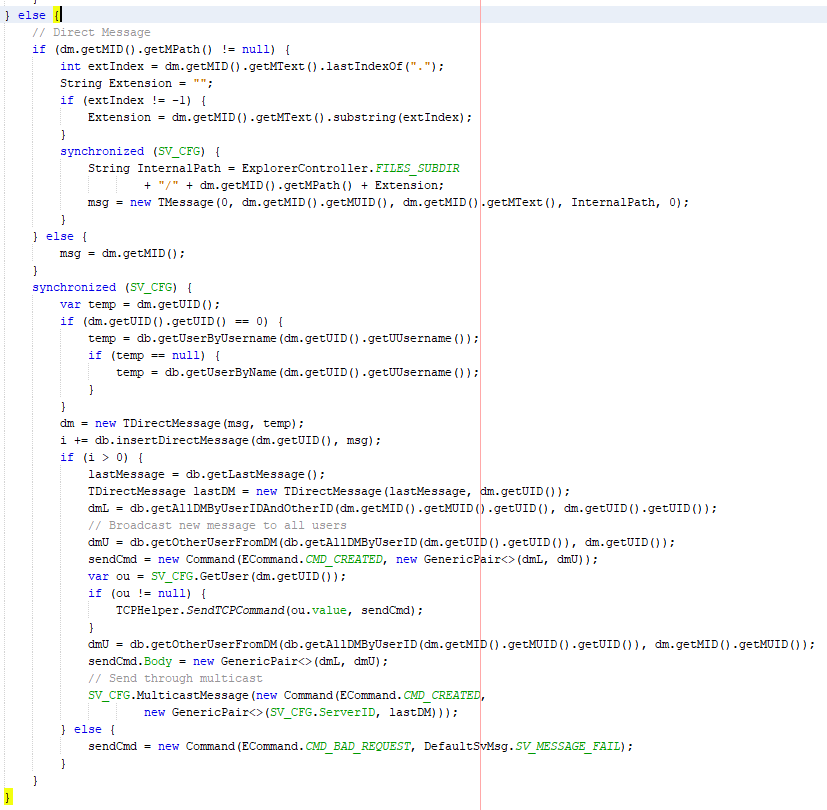 } else {
// Direct Message
if (dm.getMID().getMPath() != null) {
int extIndex = dm.getMID().getMText().lastIndexOf(".");
String Extension = "";
if (extIndex != -1) {
Extension = dm.getMID().getMText().substring(extIndex);
}
synchronized (SV_CFG) {
String InternalPath = ExplorerController.FILES_SUBDIR
+ "/" + dm.getMID().getMPath() + Extension;
msg = new TMessage(0, dm.getMID().getMUID(), dm.getMID().getMText(), InternalPath, 0);
}
} else {
msg = dm.getMID();
}
synchronized (SV_CFG) {
var temp = dm.getUID();
if (dm.getUID().getUID() == 0) {
temp = db.getUserByUsername(dm.getUID().getUUsername());
if (temp == null) {
temp = db.getUserByName(dm.getUID().getUUsername());
}
}
dm = new TDirectMessage(msg, temp);
i += db.insertDirectMessage(dm.getUID(), msg);
if (i > 0) {
lastMessage = db.getLastMessage();
TDirectMessage lastDM = new TDirectMessage(lastMessage, dm.getUID());
dmL = db.getAllDMByUserIDAndOtherID(dm.getMID().getMUID().getUID(), dm.getUID().getUID());
// Broadcast new message to all users
dmU = db.getOtherUserFromDM(db.getAllDMByUserID(dm.getUID().getUID()), dm.getUID());
sendCmd = new Command(ECommand.CMD_CREATED, new GenericPair<>(dmL, dmU));
var ou = SV_CFG.GetUser(dm.getUID());
if (ou != null) {
TCPHelper.SendTCPCommand(ou.value, sendCmd);
}
dmU = db.getOtherUserFromDM(db.getAllDMByUserID(dm.getMID().getMUID().getUID()), dm.getMID().getMUID());
sendCmd.Body = new GenericPair<>(dmL, dmU);
// Send through multicast
SV_CFG.MulticastMessage(new Command(ECommand.CMD_CREATED,
new GenericPair<>(SV_CFG.ServerID, lastDM)));
} else {
sendCmd = new Command(ECommand.CMD_BAD_REQUEST, DefaultSvMsg.SV_MESSAGE_FAIL);
}
}
}